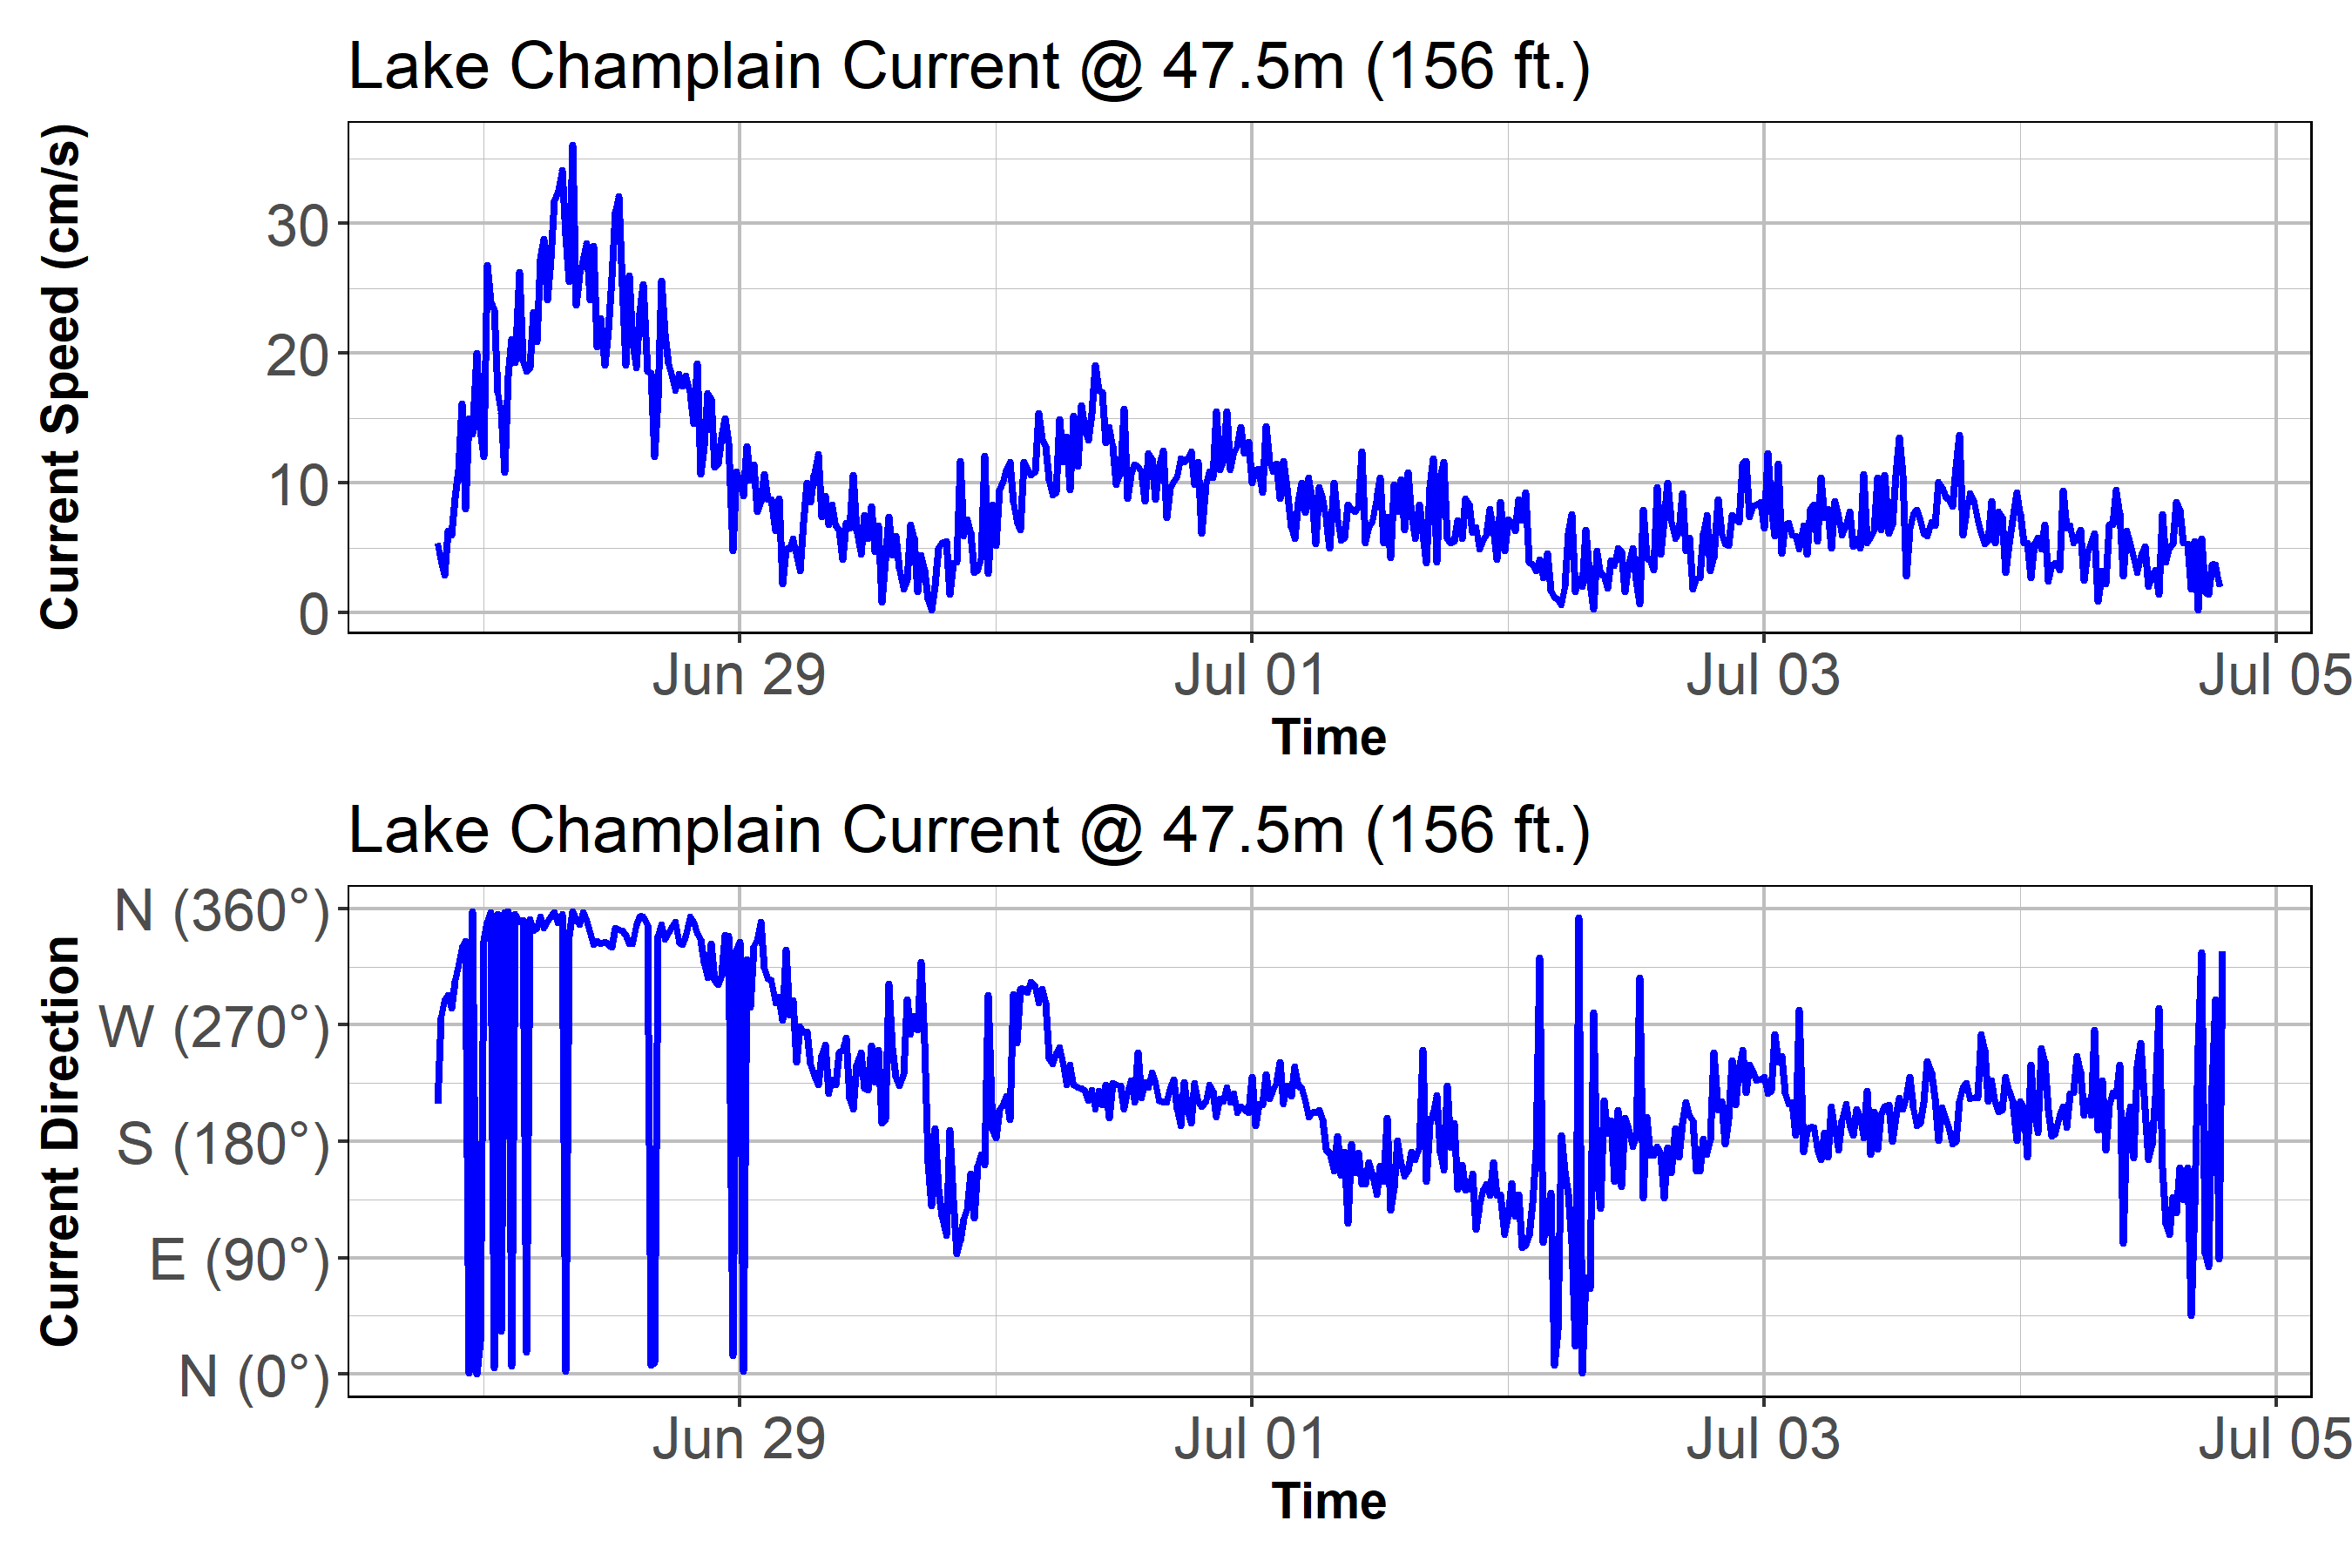 Lake Champlain Current @ 47.5m (156 ft.)
Current Speed (cm/s)
30
20
10
0
Jun 29 Jul 01 Jul 03 Jul 05
Time
Lake Champlain Current @ 47.5m (156 ft.)
Current Direction
N (360°)
W (270°)
S (180°)
E (90°)
N (0°)
Jun 29 Jul 01 Jul 03 Jul 05
Time